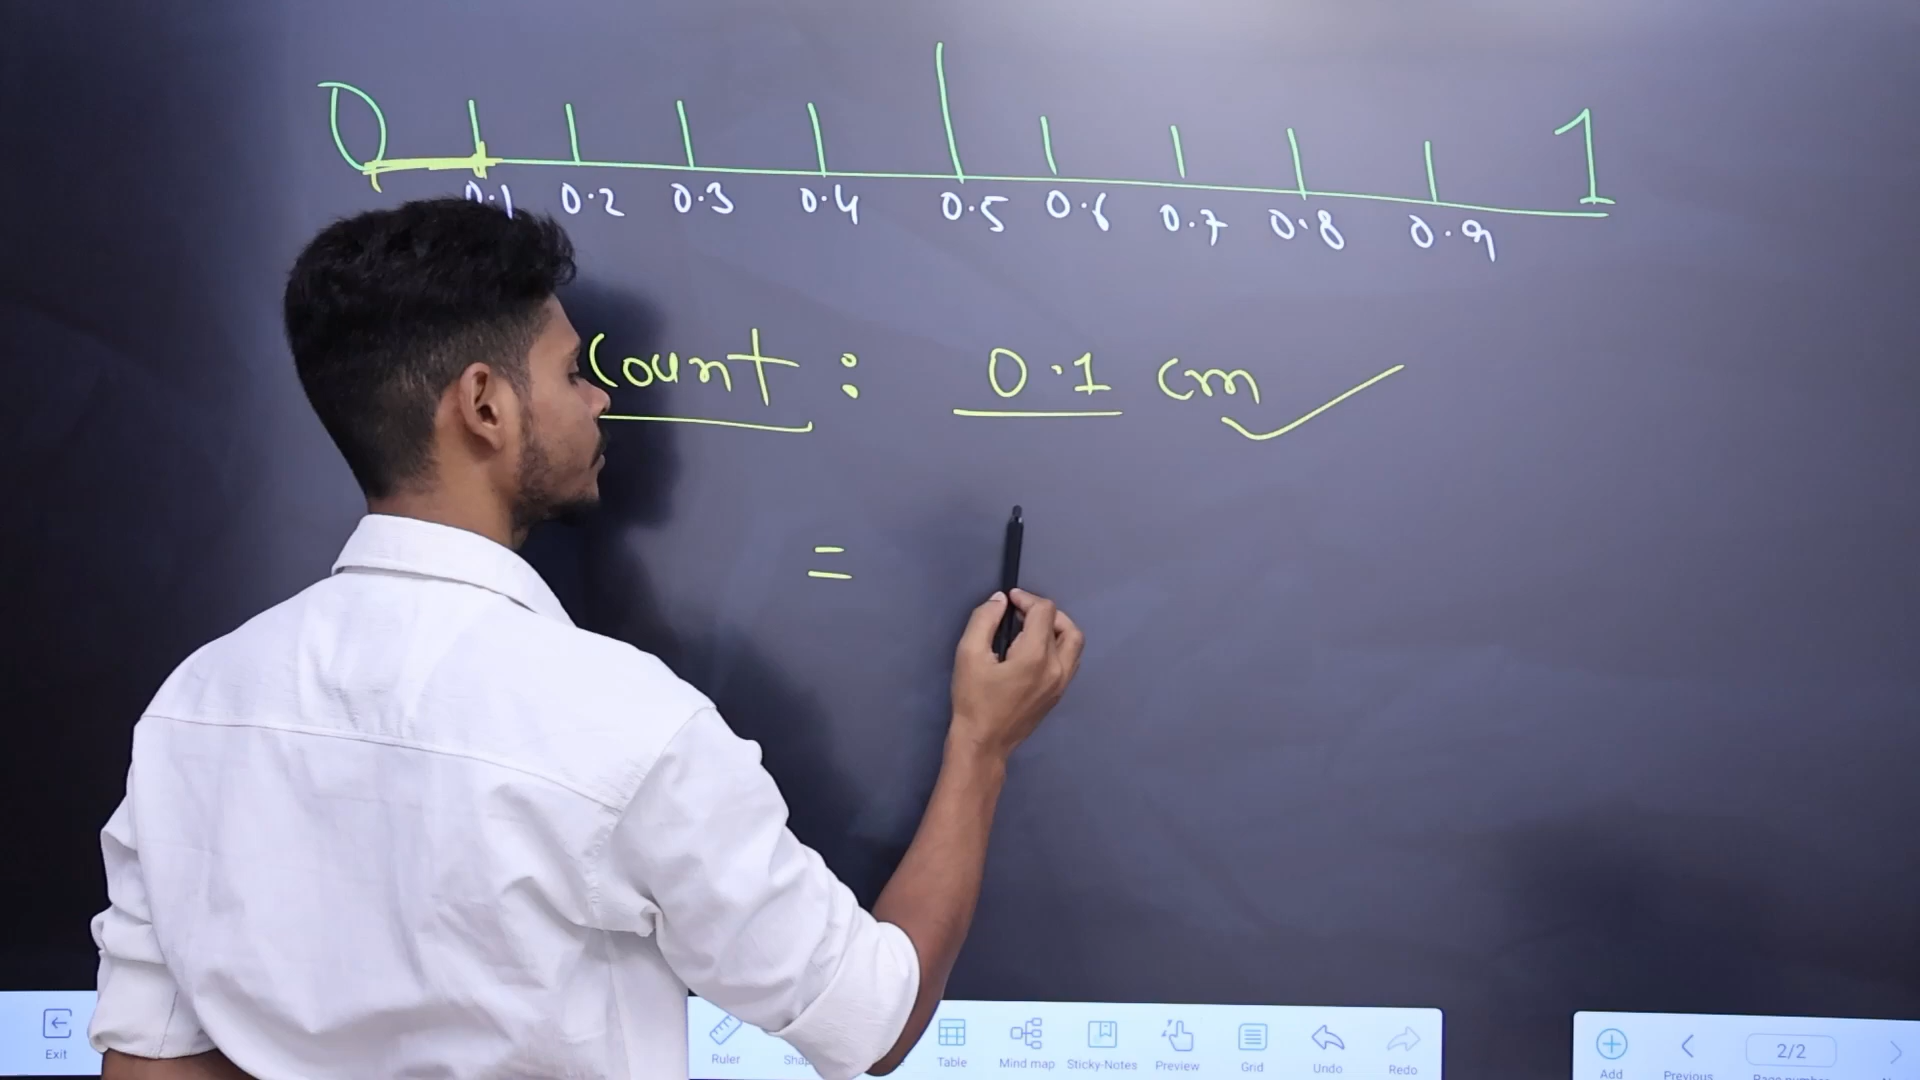 0 1
0.1 0.2 0.3 0.4 0.5 0.6 0.7 0.8 0.9
Count : 0.1 cm
=
Exit Ruler Table Mind map Sticky-Notes Preview Grid Undo Redo Add Previous 2/2